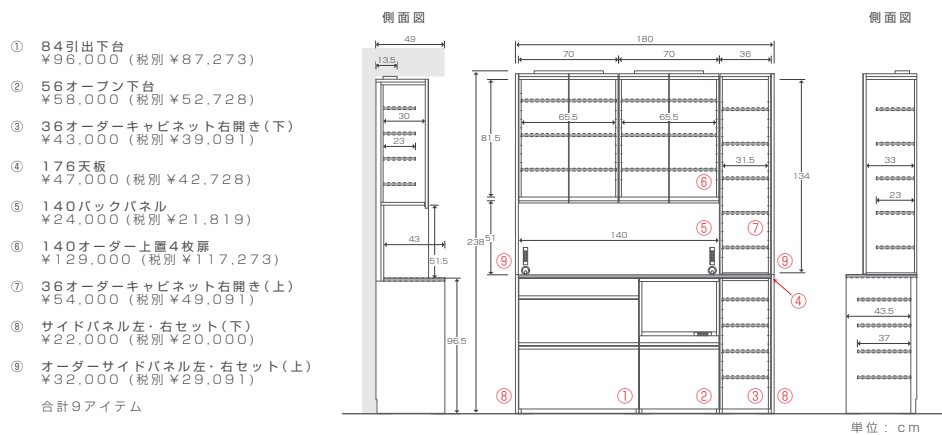 側面図
側面図
① 84引出下台
¥96,000 (税別 ¥87,273)
② 56オーブン下台
¥58,000 (税別 ¥52,728)
③ 36オーダーキャビネット右開き(下)
¥43,000 (税別 ¥39,091)
④ 176天板
¥47,000 (税別 ¥42,728)
⑤ 140バックパネル
¥24,000 (税別 ¥21,819)
⑥ 140オーダー上置4枚扉
¥129,000 (税別 ¥117,273)
⑦ 36オーダーキャビネット右開き(上)
¥54,000 (税別 ¥49,091)
⑧ サイドパネル左・右セット(下)
¥22,000 (税別 ¥20,000)
⑨ オーダーサイドパネル左・右セット(上)
¥32,000 (税別 ¥29,091)
合計9アイテム
49
13.5
30
23
43
51.5
96.5
180
70 70 36
65.5 65.5
81.5
31.5
134
⑥
⑦
⑤
140
238
51
⑨ ⑨
④
⑧ ① ② ③ ⑧
33
23
43.5
37
単位：cm